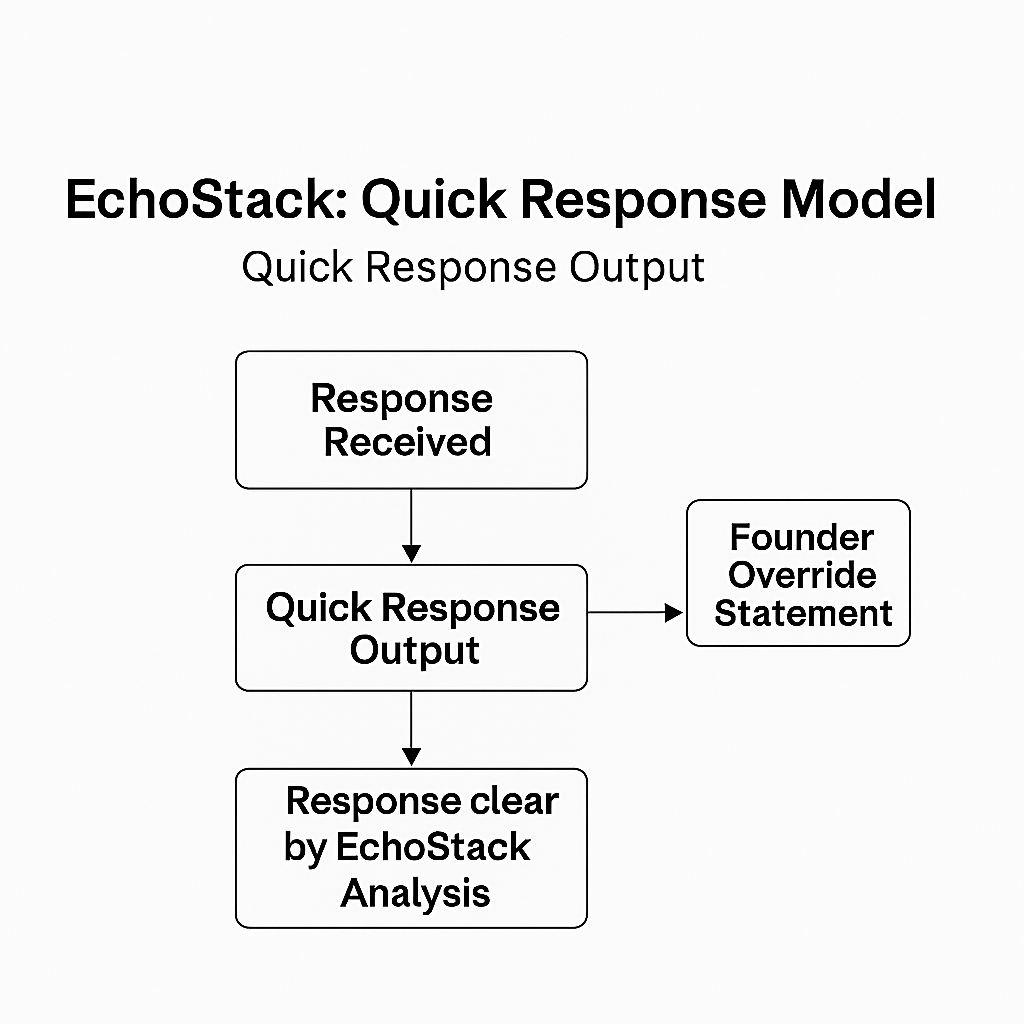 EchoStack: Quick Response Model
Quick Response Output
Response
Received
Quick Response
Output
Founder
Override
Statement
Response clear
by EchoStack
Analysis